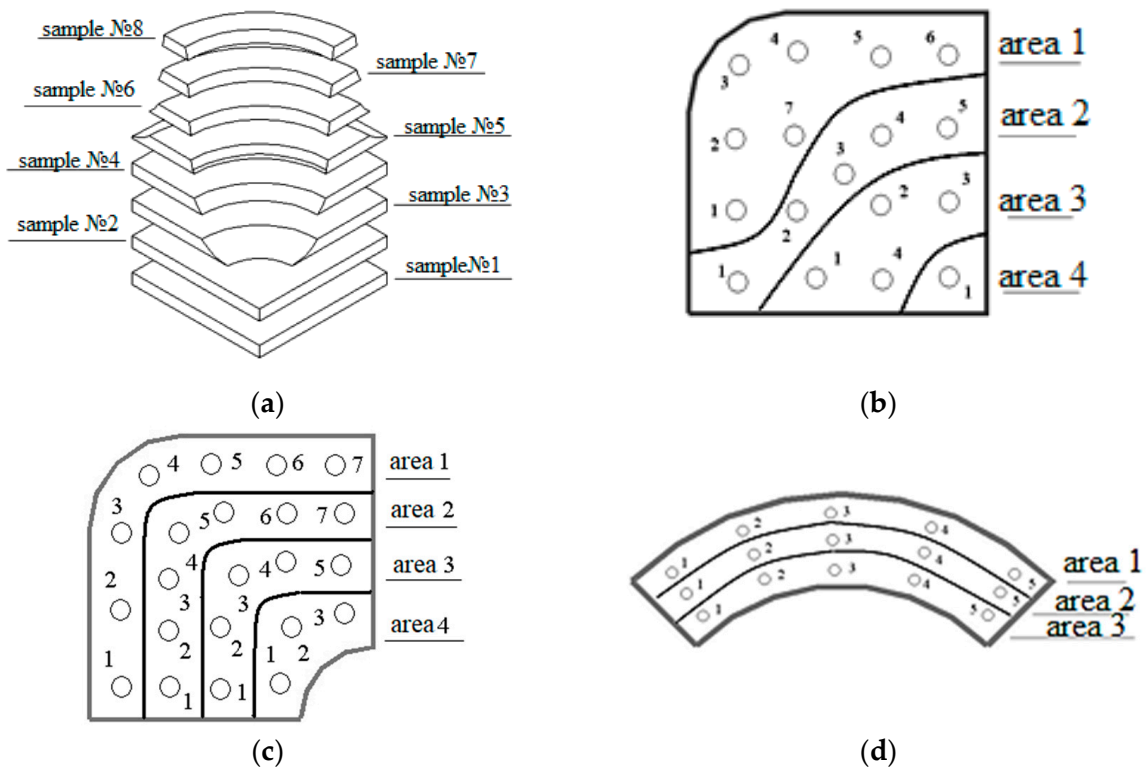 sample №8
sample №7
sample №6
sample №5
sample №4
sample №3
sample №2
sample№1
(a)
4 5 6 area 1
3
7 5 area 2
2 4
3
3 area 3
1 2 2
1 1 4 1 area 4
(b)
4 5 6 7 area 1
3
5 6 7 area 2
2 4 4 5 area 3
3 3 3 area 4
2 2 1 2
1 1 1
(c)
3
2 4
1 2 3 4 5 area 1
1 2 3 4 5 area 2
1 5 area 3
(d)